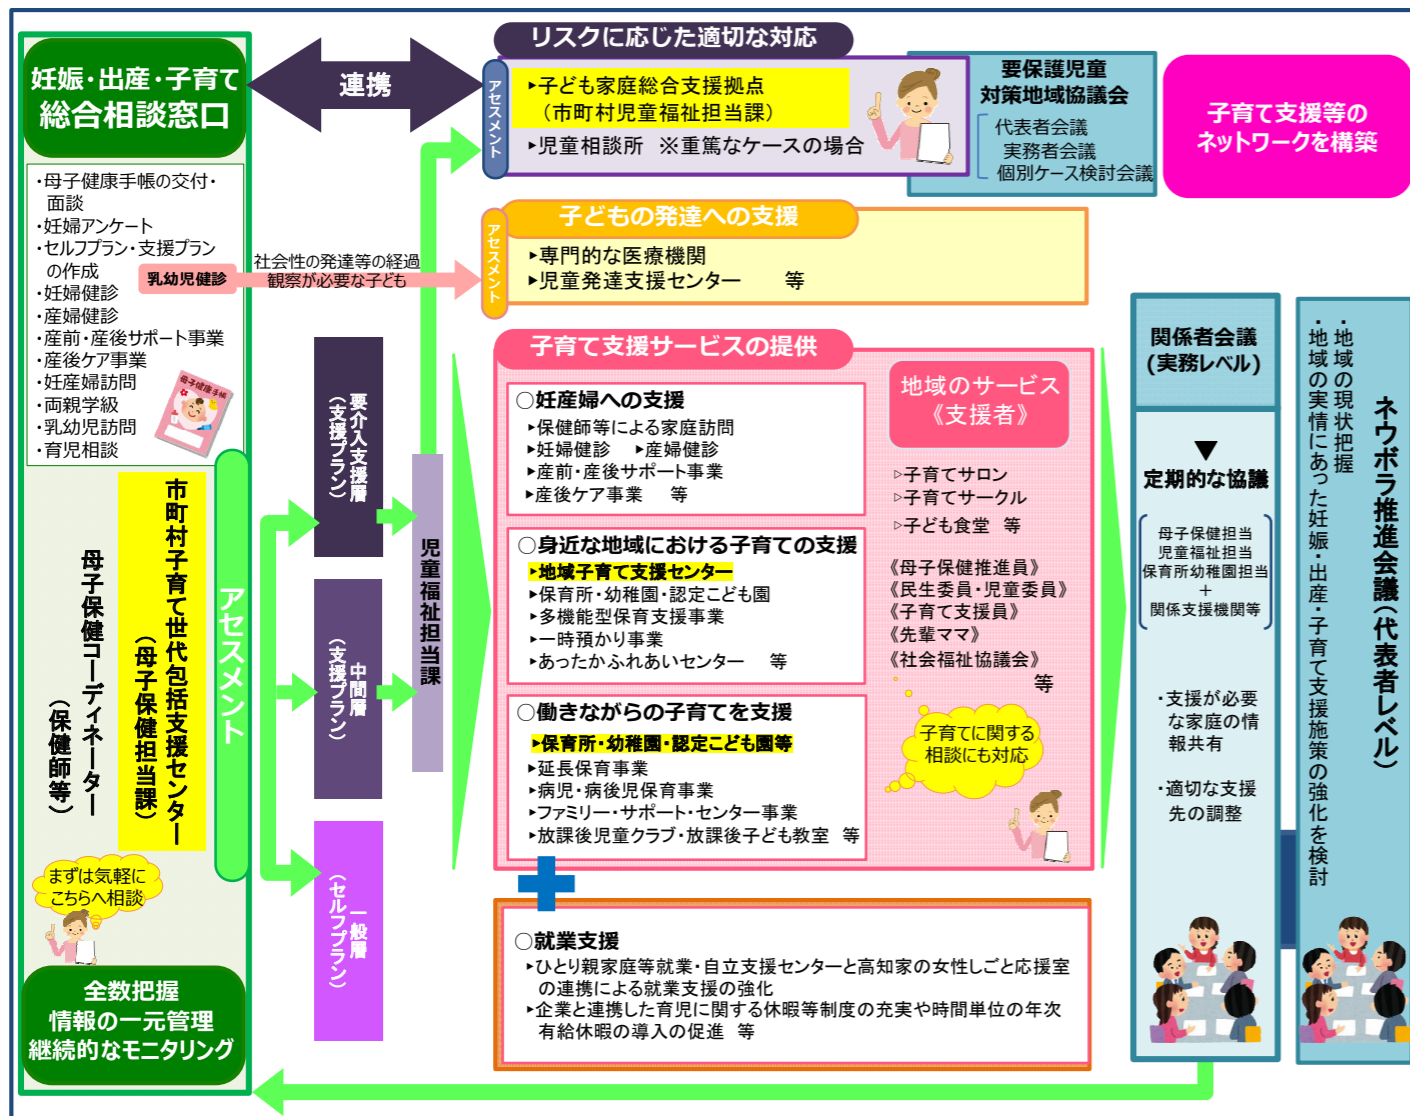 妊娠・出産・子育て
総合相談窓口
・母子健康手帳の交付・
面談
・妊婦アンケート
・セルフプラン・支援プラン
の作成
・妊婦健診
・産婦健診
・産前・産後サポート事業
・産後ケア事業
・妊産婦訪問
・両親学級
・乳幼児訪問
・育児相談
乳幼児健診
母子健康手帳
市町村子育て世代包括支援センター
(母子保健担当課)
母子保健コーディネーター
(保健師等)
まずは気軽に
こちらへ相談
全数把握
情報の一元管理
継続的なモニタリング
アセスメント
連携
社会性の発達等の経過
観察が必要な子ども
要介入支援層
(支援プラン)
中間層
(支援プラン)
一般層
(セルフプラン)
児童福祉担当課
リスクに応じた適切な対応
アセスメント
▸子ども家庭総合支援拠点
(市町村児童福祉担当課)
▸児童相談所 ※重篤なケースの場合
要保護児童
対策地域協議会
代表者会議
実務者会議
個別ケース検討会議
子育て支援等の
ネットワークを構築
子どもの発達への支援
アセスメント
▸専門的な医療機関
▸児童発達支援センター 等
子育て支援サービスの提供
○妊産婦への支援
▸保健師等による家庭訪問
▸妊婦健診 ▸産婦健診
▸産前・産後サポート事業
▸産後ケア事業 等
○身近な地域における子育ての支援
▸地域子育て支援センター
▸保育所・幼稚園・認定こども園
▸多機能型保育支援事業
▸一時預かり事業
▸あったかふれあいセンター 等
○働きながらの子育てを支援
▸保育所・幼稚園・認定こども園等
▸延長保育事業
▸病児・病後児保育事業
▸ファミリー・サポート・センター事業
▸放課後児童クラブ・放課後子ども教室 等
地域のサービス
《支援者》
▹子育てサロン
▹子育てサークル
▹子ども食堂 等
《母子保健推進員》
《民生委員・児童委員》
《子育て支援員》
《先輩ママ》
《社会福祉協議会》
等
子育てに関する
相談にも対応
○就業支援
▸ひとり親家庭等就業・自立支援センターと高知家の女性しごと応援室
の連携による就業支援の強化
▸企業と連携した育児に関する休暇等制度の充実や時間単位の年次
有給休暇の導入の促進 等
関係者会議
(実務レベル)
▼
定期的な協議
母子保健担当
児童福祉担当
保育所幼稚園担当
+
関係支援機関等
・支援が必要
な家庭の情
報共有
・適切な支援
先の調整
ネウボラ推進会議(代表者レベル)
・地域の現状把握
・地域の実情にあった妊娠・出産・子育て支援施策の強化を検討